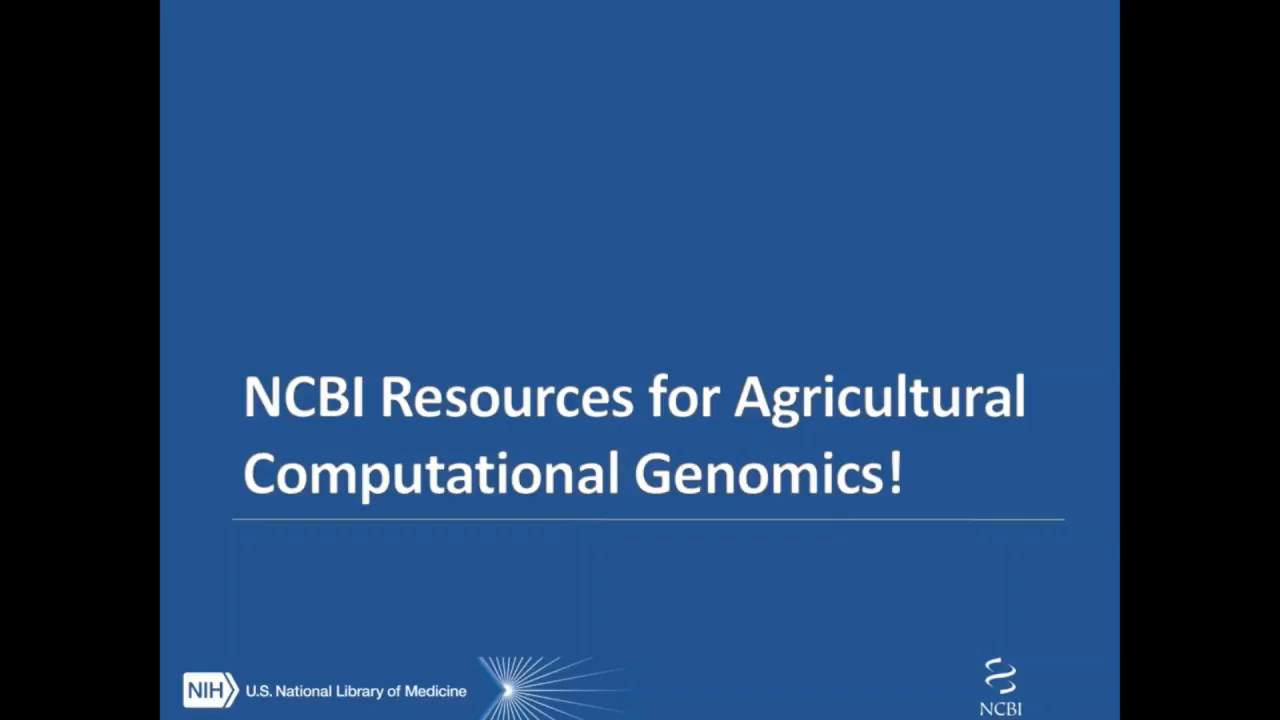 NCBI Resources for Agricultural
Computational Genomics!
NIH U.S. National Library of Medicine
NCBI